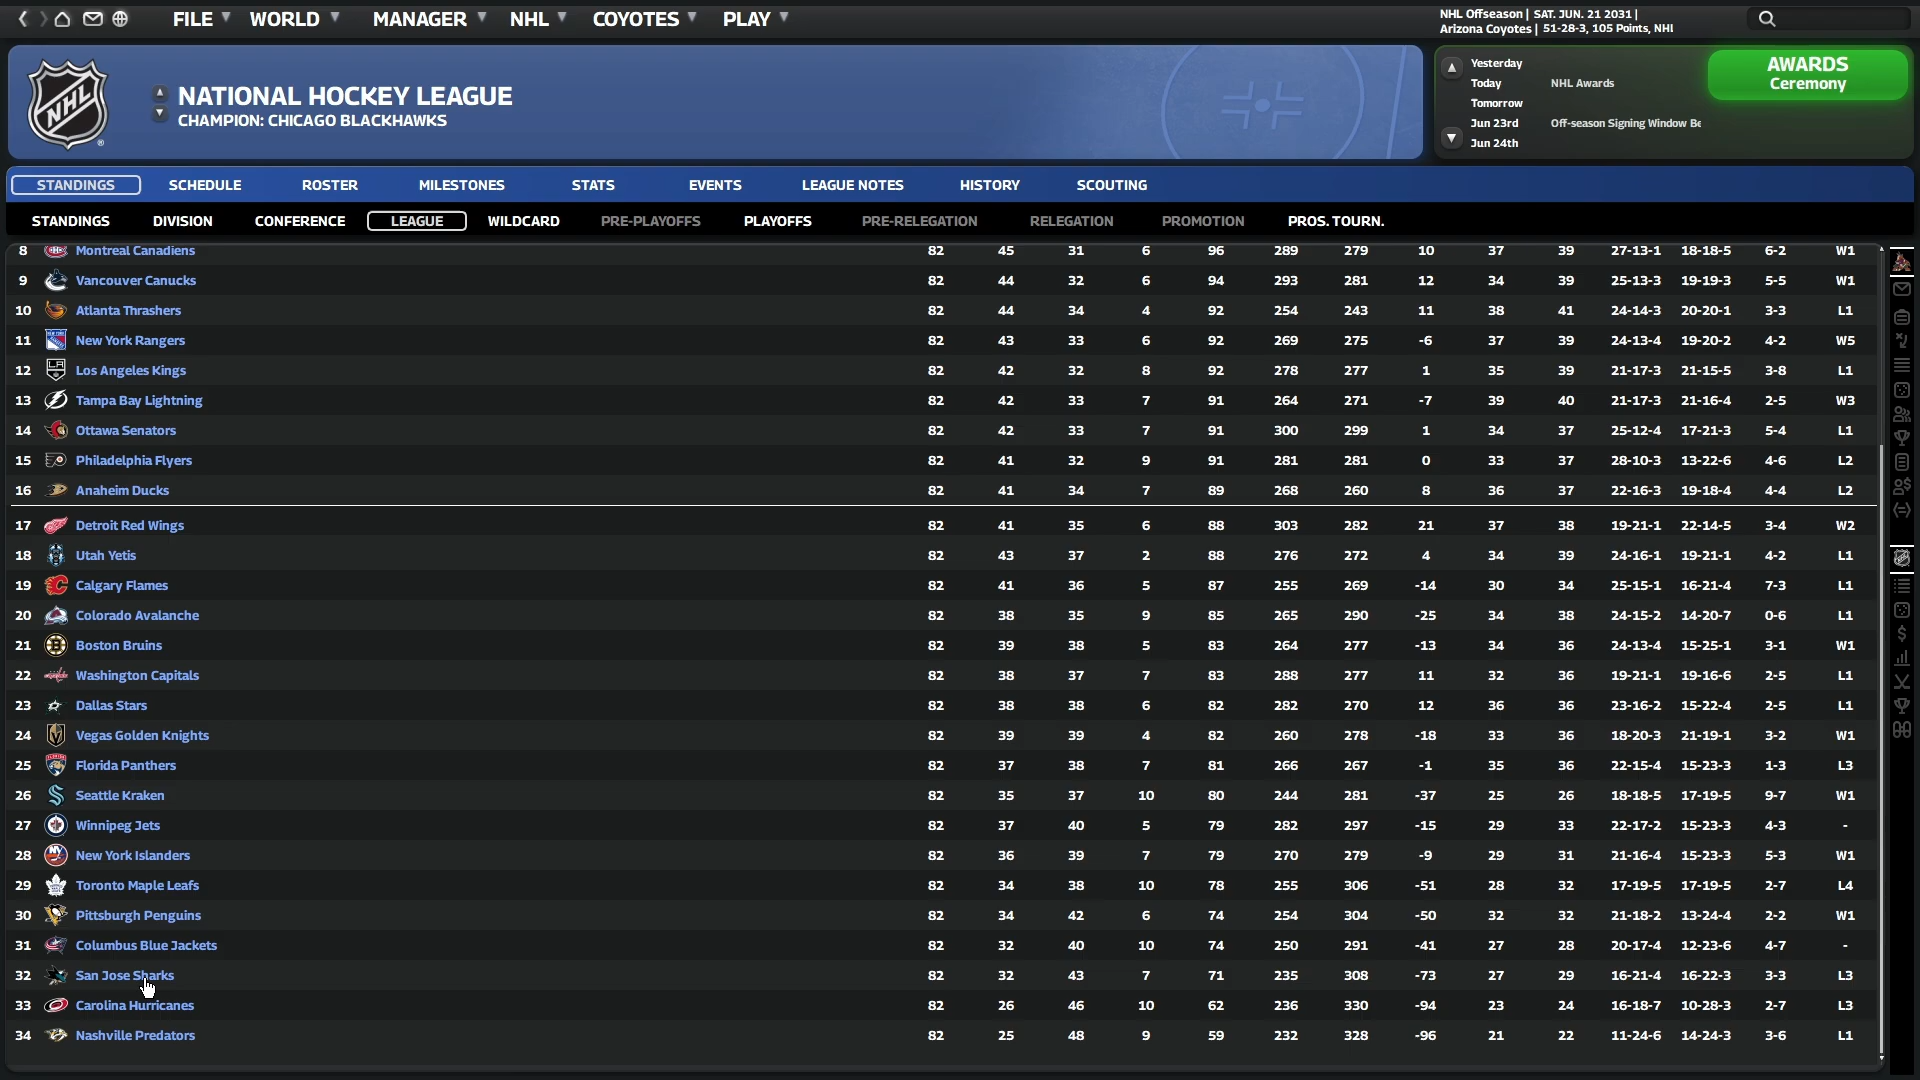 FILE WORLD MANAGER NHL COYOTES PLAY
NHL Offseason | SAT. JUN. 21 2031 |
Arizona Coyotes | 51-28-3, 105 Points, NHL
NHL
NATIONAL HOCKEY LEAGUE
CHAMPION: CHICAGO BLACKHAWKS
Yesterday
Today NHL Awards
Tomorrow
Jun 23rd Off-season Signing Window Be
Jun 24th
AWARDS
Ceremony
STANDINGS SCHEDULE ROSTER MILESTONES STATS EVENTS LEAGUE NOTES HISTORY SCOUTING
STANDINGS DIVISION CONFERENCE LEAGUE WILDCARD PRE-PLAYOFFS PLAYOFFS PRE-RELEGATION RELEGATION PROMOTION PROS. TOURN.
8 Montreal Canadiens 82 45 31 6 96 289 279 10 37 39 27-13-1 18-18-5 6-2 W1
9 Vancouver Canucks 82 44 32 6 94 293 281 12 34 39 25-13-3 19-19-3 5-5 W1
10 Atlanta Thrashers 82 44 34 4 92 254 243 11 38 41 24-14-3 20-20-1 3-3 L1
11 New York Rangers 82 43 33 6 92 269 275 -6 37 39 24-13-4 19-20-2 4-2 W5
12 Los Angeles Kings 82 42 32 8 92 278 277 1 35 39 21-17-3 21-15-5 3-8 L1
13 Tampa Bay Lightning 82 42 33 7 91 264 271 -7 39 40 21-17-3 21-16-4 2-5 W3
14 Ottawa Senators 82 42 33 7 91 300 299 1 34 37 25-12-4 17-21-3 5-4 L1
15 Philadelphia Flyers 82 41 32 9 91 281 281 0 33 37 28-10-3 13-22-6 4-6 L2
16 Anaheim Ducks 82 41 34 7 89 268 260 8 36 37 22-16-3 19-18-4 4-4 L2
17 Detroit Red Wings 82 41 35 6 88 303 282 21 37 38 19-21-1 22-14-5 3-4 W2
18 Utah Yetis 82 43 37 2 88 276 272 4 34 39 24-16-1 19-21-1 4-2 L1
19 Calgary Flames 82 41 36 5 87 255 269 -14 30 34 25-15-1 16-21-4 7-3 L1
20 Colorado Avalanche 82 38 35 9 85 265 290 -25 34 38 24-15-2 14-20-7 0-6 L1
21 Boston Bruins 82 39 38 5 83 264 277 -13 34 36 24-13-4 15-25-1 3-1 W1
22 Washington Capitals 82 38 37 7 83 288 277 11 32 36 19-21-1 19-16-6 2-5 L1
23 Dallas Stars 82 38 38 6 82 282 270 12 36 36 23-16-2 15-22-4 2-5 L1
24 Vegas Golden Knights 82 39 39 4 82 260 278 -18 33 36 18-20-3 21-19-1 3-2 W1
25 Florida Panthers 82 37 38 7 81 266 267 -1 35 36 22-15-4 15-23-3 1-3 L3
26 Seattle Kraken 82 35 37 10 80 244 281 -37 25 26 18-18-5 17-19-5 9-7 W1
27 Winnipeg Jets 82 37 40 5 79 282 297 -15 29 33 22-17-2 15-23-3 4-3 -
28 New York Islanders 82 36 39 7 79 270 279 -9 29 31 21-16-4 15-23-3 5-3 W1
29 Toronto Maple Leafs 82 34 38 10 78 255 306 -51 28 32 17-19-5 17-19-5 2-7 L4
30 Pittsburgh Penguins 82 34 42 6 74 254 304 -50 32 32 21-18-2 13-24-4 2-2 W1
31 Columbus Blue Jackets 82 32 40 10 74 250 291 -41 27 28 20-17-4 12-23-6 4-7 -
32 San Jose Sharks 82 32 43 7 71 235 308 -73 27 29 16-21-4 16-22-3 3-3 L3
33 Carolina Hurricanes 82 26 46 10 62 236 330 -94 23 24 16-18-7 10-28-3 2-7 L3
34 Nashville Predators 82 25 48 9 59 232 328 -96 21 22 11-24-6 14-24-3 3-6 L1